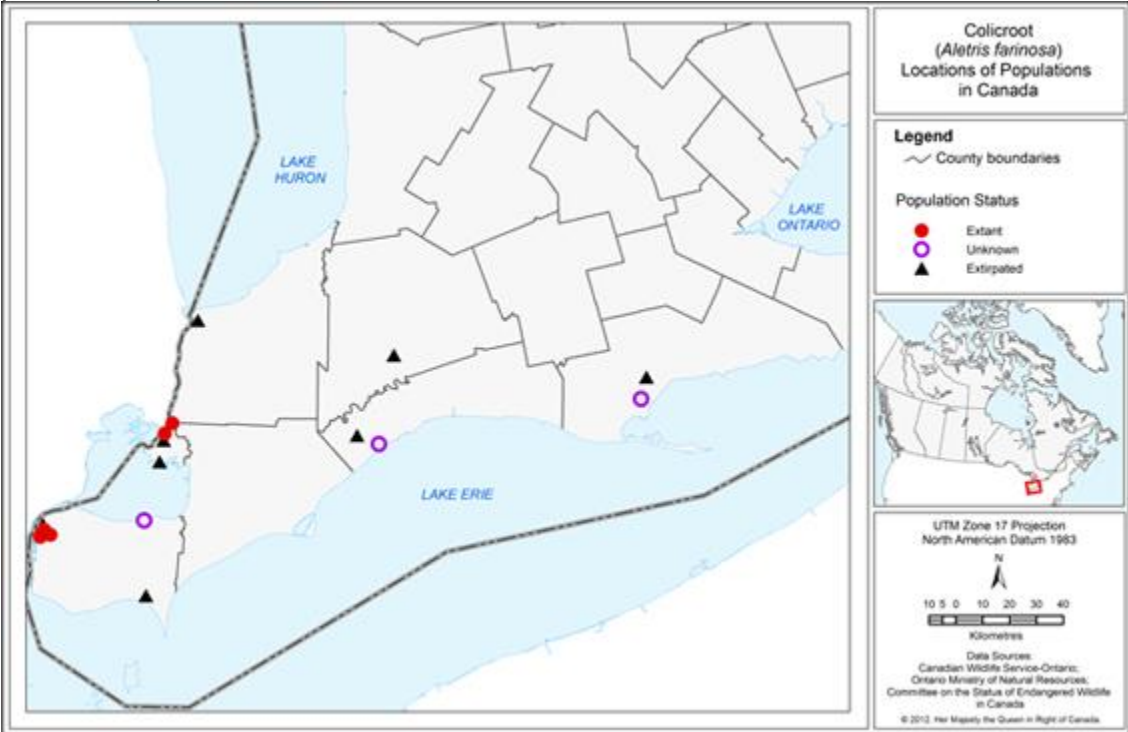 LAKE
HURON
LAKE
ONTARIO
LAKE ERIE
Colicroot
(Aletris farinosa)
Locations of Populations
in Canada
Legend
County boundaries
Population Status
Extant
Unknown
Extirpated
UTM Zone 17 Projection
North American Datum 1983
N
10 5 0 10 20 30 40
Kilometres
Data Sources:
Canadian Wildlife Service-Ontario;
Ontario Ministry of Natural Resources;
Committee on the Status of Endangered Wildlife
in Canada
© 2012. Her Majesty the Queen in Right of Canada.